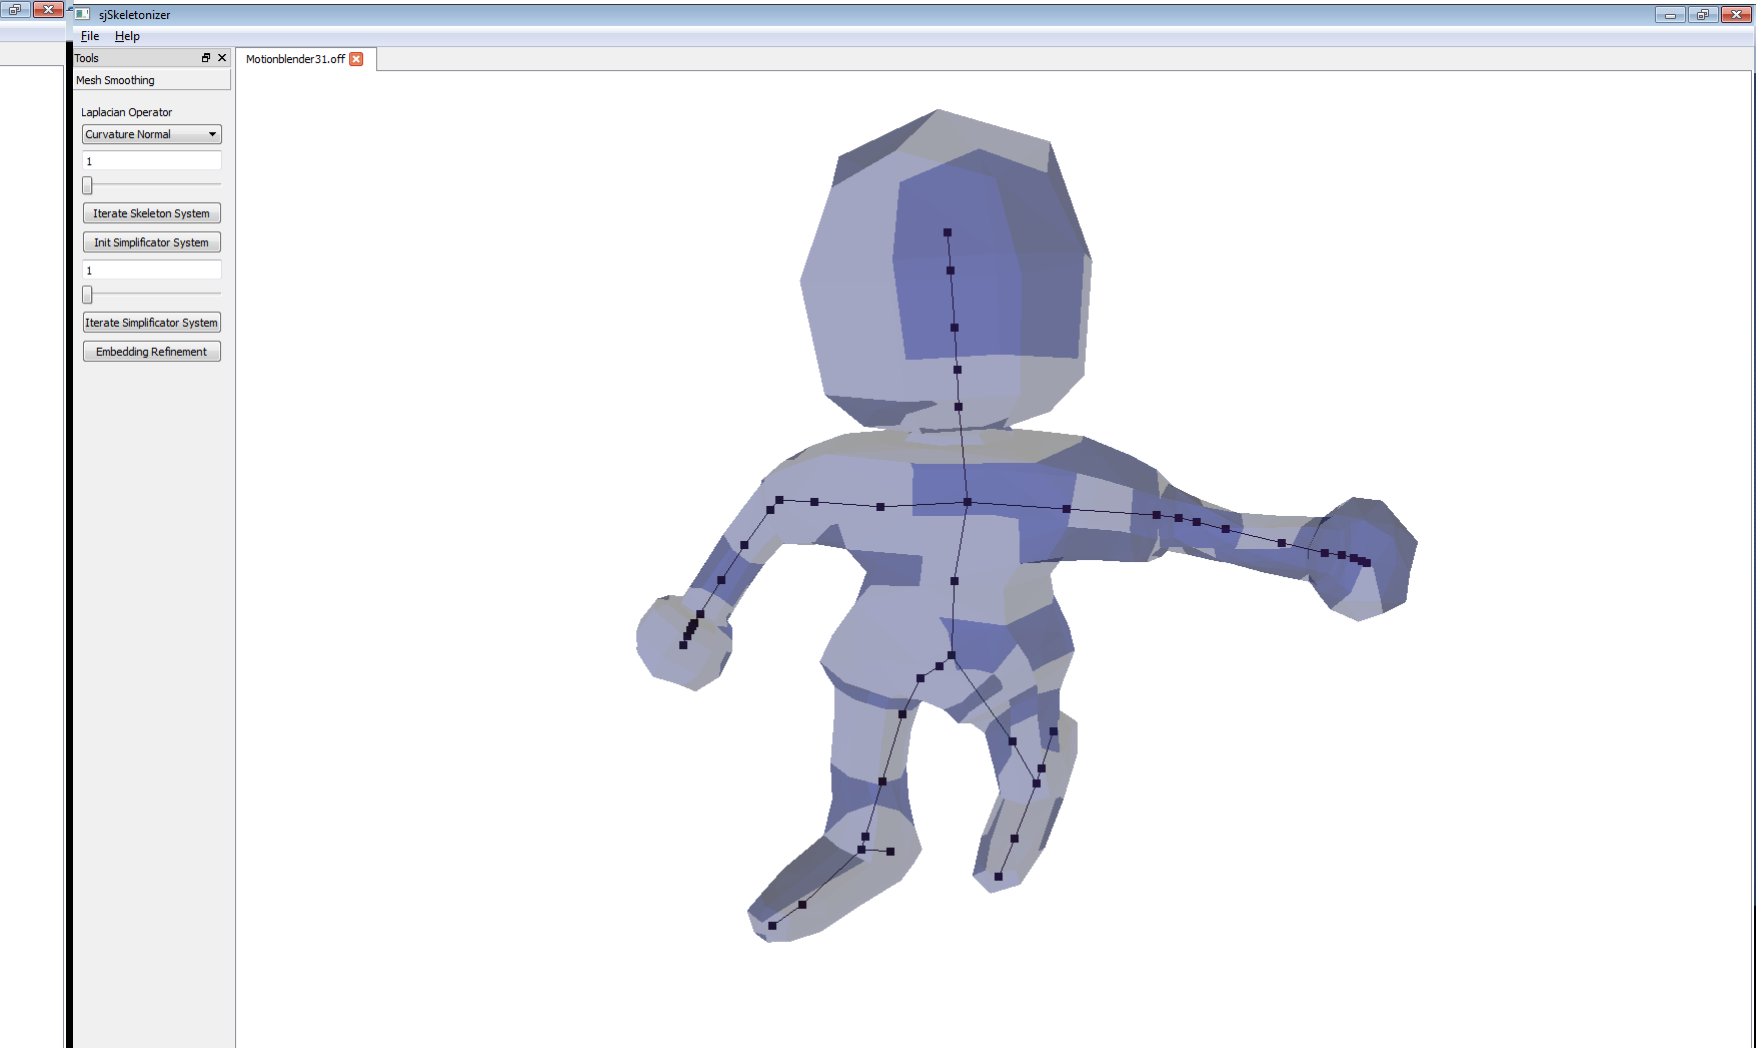 sjSkeletonizer
File Help
Tools
Motionblender31.off
Mesh Smoothing
Laplacian Operator
Curvature Normal
1
Iterate Skeleton System
Init Simplificator System
1
Iterate Simplificator System
Embedding Refinement